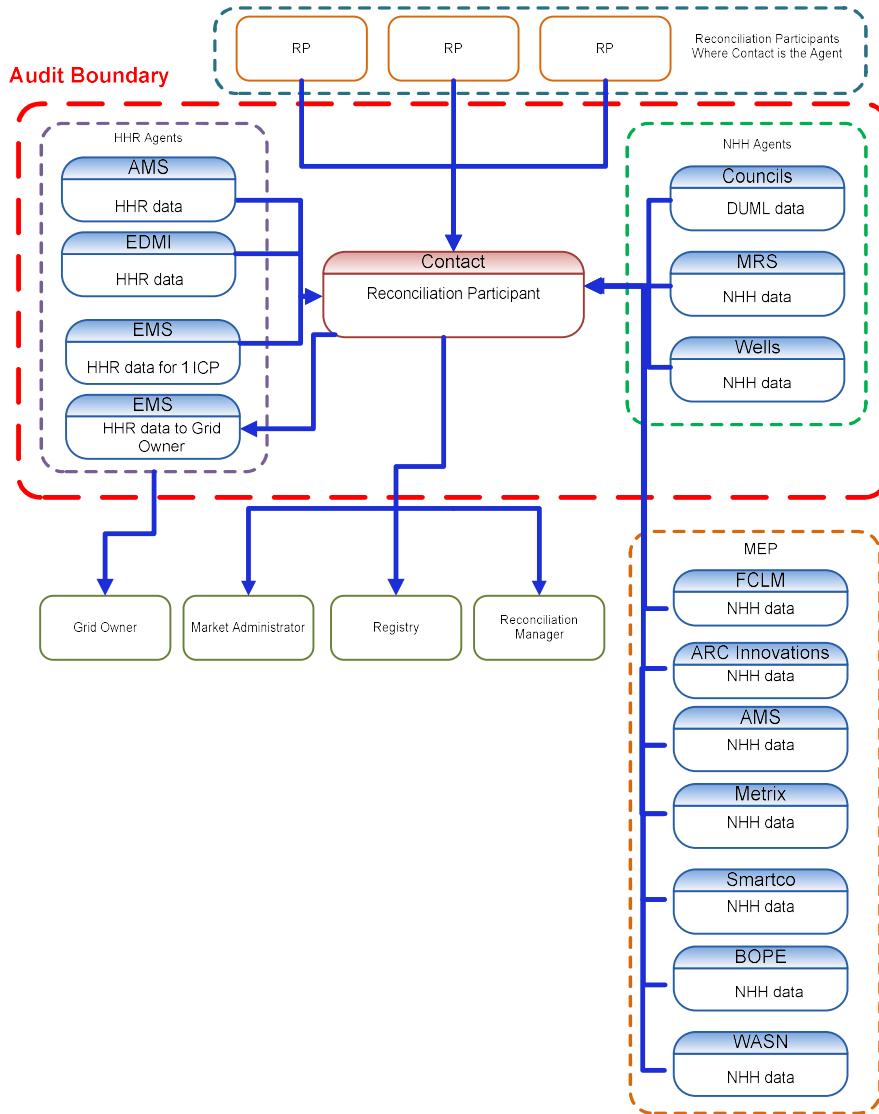 RP
RP
RP
Reconciliation Participants
Where Contact is the Agent
Audit Boundary
HHR Agents
AMS
HHR data
EDMI
HHR data
EMS
HHR data for 1 ICP
EMS
HHR data to Grid
Owner
Contact
Reconciliation Participant
NHH Agents
Councils
DUML data
MRS
NHH data
Wells
NHH data
Grid Owner
Market Administrator
Registry
Reconciliation
Manager
MEP
FCLM
NHH data
ARC Innovations
NHH data
AMS
NHH data
Metrix
NHH data
Smartco
NHH data
BOPE
NHH data
WASN
NHH data